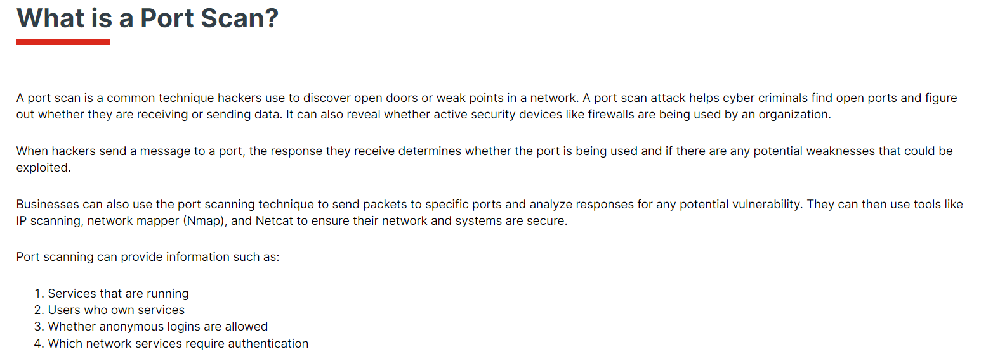 What is a Port Scan?
A port scan is a common technique hackers use to discover open doors or weak points in a network. A port scan attack helps cyber criminals find open ports and figure
out whether they are receiving or sending data. It can also reveal whether active security devices like firewalls are being used by an organization.
When hackers send a message to a port, the response they receive determines whether the port is being used and if there are any potential weaknesses that could be
exploited.
Businesses can also use the port scanning technique to send packets to specific ports and analyze responses for any potential vulnerability. They can then use tools like
IP scanning, network mapper (Nmap), and Netcat to ensure their network and systems are secure.
Port scanning can provide information such as:
1. Services that are running
2. Users who own services
3. Whether anonymous logins are allowed
4. Which network services require authentication